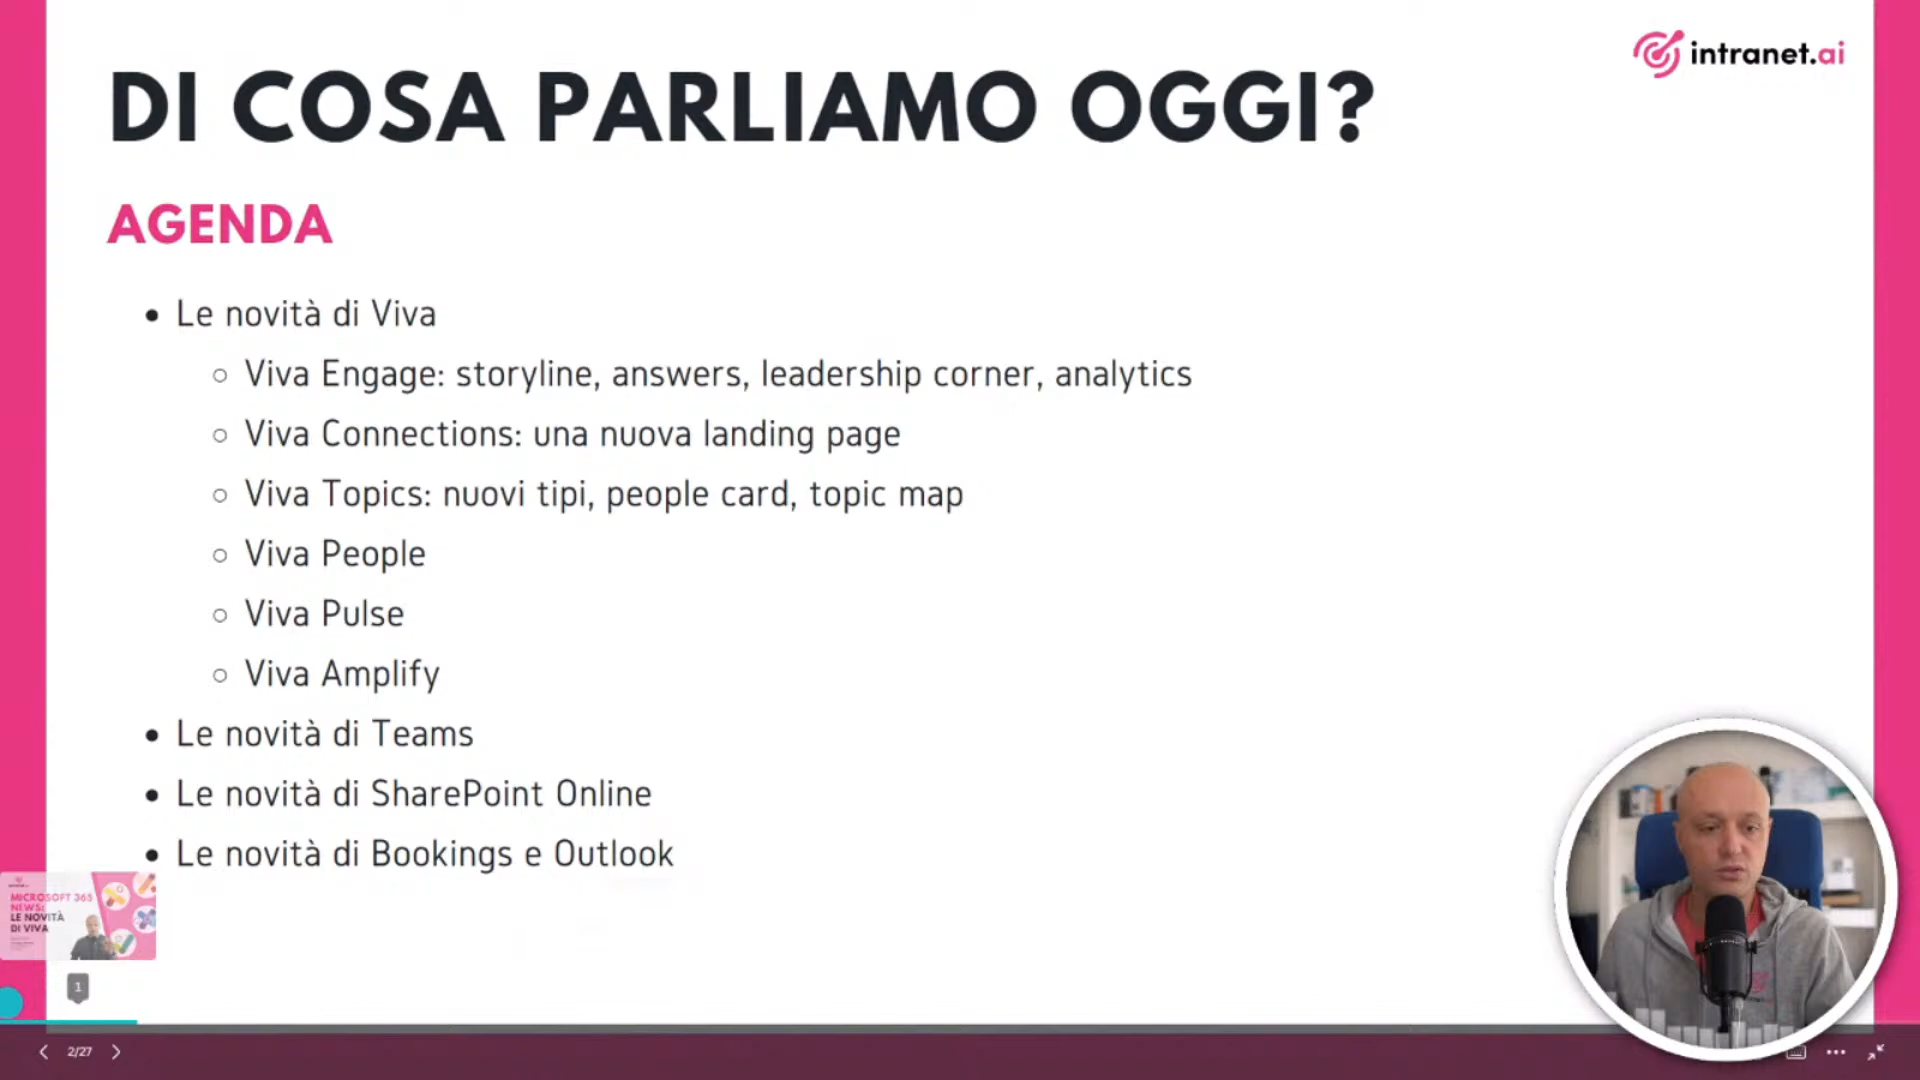 intranet.ai
DI COSA PARLIAMO OGGI?
AGENDA
Le novità di Viva
Viva Engage: storyline, answers, leadership corner, analytics
Viva Connections: una nuova landing page
Viva Topics: nuovi tipi, people card, topic map
Viva People
Viva Pulse
Viva Amplify
Le novità di Teams
Le novità di SharePoint Online
Le novità di Bookings e Outlook
MICROSOFT 365
NEWS:
LE NOVITÀ
DI VIVA
1
2/27